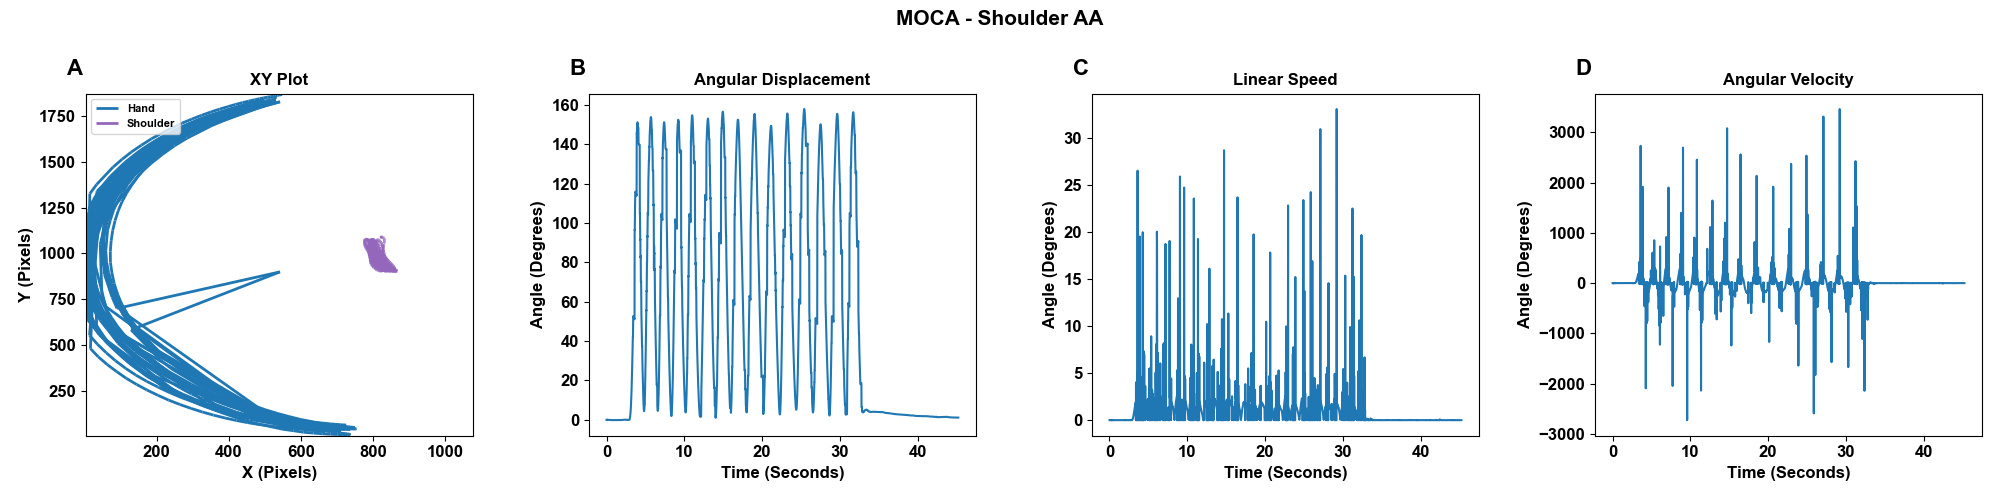 MOCA - Shoulder AA
A
XY Plot
Hand
Shoulder
1750
1500
1250
1000
750
500
250
200
400
600
800
1000
Y (Pixels)
X (Pixels)
B
Angular Displacement
160
140
120
100
80
60
40
20
0
0
10
20
30
40
Angle (Degrees)
Time (Seconds)
C
Linear Speed
30
25
20
15
10
5
0
0
10
20
30
40
Angle (Degrees)
Time (Seconds)
D
Angular Velocity
3000
2000
1000
0
−1000
−2000
−3000
0
10
20
30
40
Angle (Degrees)
Time (Seconds)